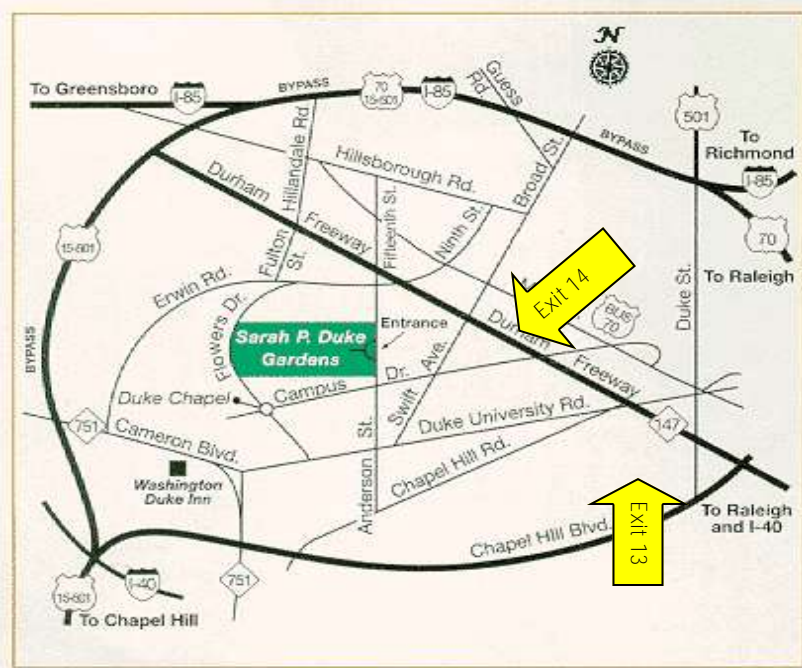 N
To Greensboro
I-85
BYPASS
70
15-501
I-85
Guess
Rd.
BYPASS
501
To
Richmond
I-85
70
To Raleigh
Hillandale Rd
Hillsborough Rd.
Broad St.
Durham
Freeway
Fifteenth St.
Ninth St.
15-501
BYPASS
Fulton
St.
Erwin Rd.
Flowers Dr.
Sarah P. Duke
Gardens
Entrance
Exit 14
BUS
70
Duke St.
Durham
Freeway
Duke Chapel
Campus
Dr.
Swift
Ave.
751
Cameron Blvd.
Duke University Rd.
147
Washington
Duke Inn
Anderson
St.
Chapel Hill Rd.
Chapel Hill Blvd.
Exit 13
To Raleigh
and I-40
I-40
751
15-501
To Chapel Hill